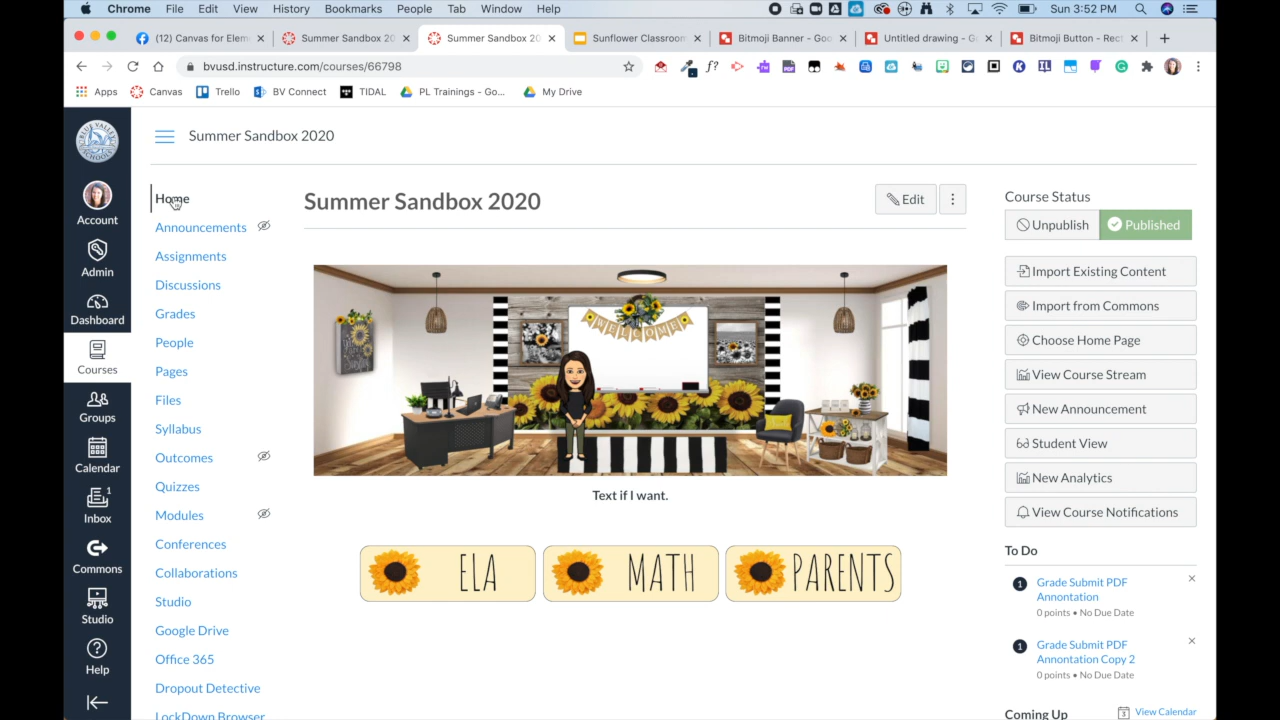 Chrome File Edit View History Bookmarks People Tab Window Help Sun 3:52 PM
(12) Canvas for Elem Summer Sandbox 20 Summer Sandbox 20 Sunflower Classroom Bitmoji Banner - Goo Untitled drawing - G Bitmoji Button - Rect
bvusd.instructure.com/courses/66798
Apps Canvas Trello BV Connect TIDAL PL Trainings - Go... My Drive
Summer Sandbox 2020
Account
Admin
Dashboard
Courses
Groups
Calendar
1
Inbox
Commons
Studio
Help
Home
Announcements
Assignments
Discussions
Grades
People
Pages
Files
Syllabus
Outcomes
Quizzes
Modules
Conferences
Collaborations
Studio
Google Drive
Office 365
Dropout Detective
LockDown Browser
Summer Sandbox 2020
Edit
WELCOME
Text if I want.
ELA MATH PARENTS
Course Status
Unpublish Published
Import Existing Content
Import from Commons
Choose Home Page
View Course Stream
New Announcement
Student View
New Analytics
View Course Notifications
To Do
1 Grade Submit PDF
Annontation
0 points • No Due Date
1 Grade Submit PDF
Annontation Copy 2
0 points • No Due Date
Coming Up View Calendar